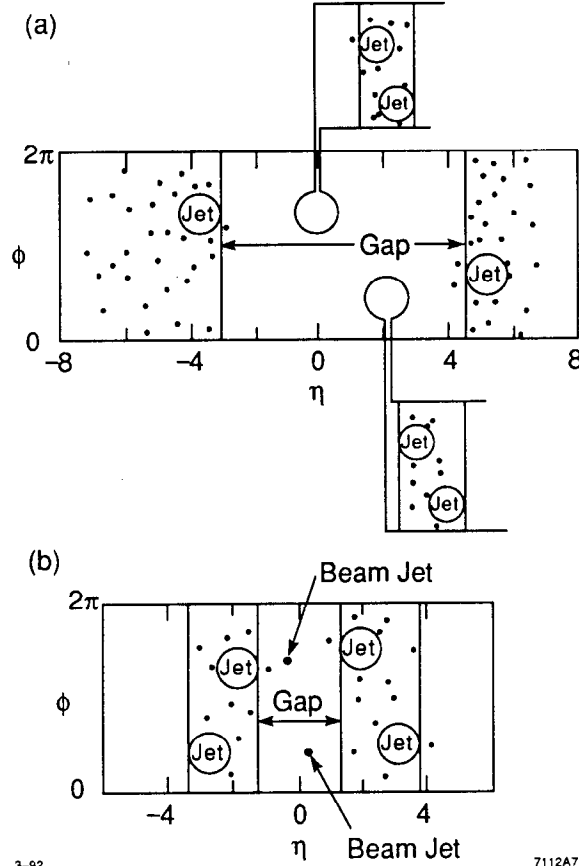 (a)
Jet
Jet
2π
Jet
Gap
φ
Jet
0
−8 −4 0 4 8
η
Jet
Jet
(b)
Beam Jet
2π
Jet
Jet
Gap
φ
Jet
Jet
0
−4 0 4
η
Beam Jet
3–92
7112A7